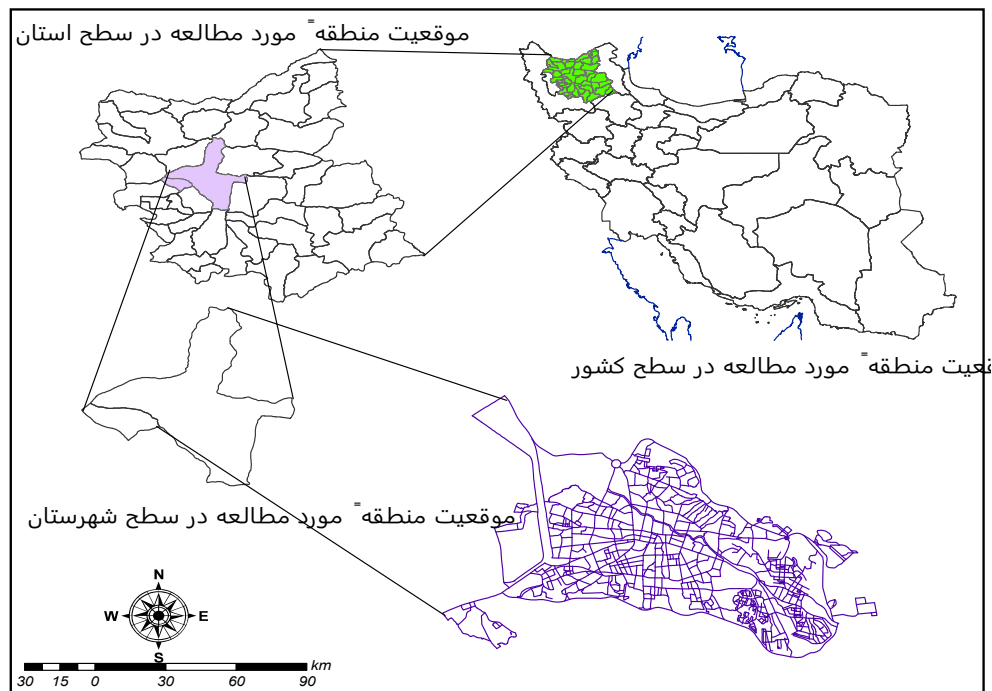 موقعیت منطقه⁼ مورد مطالعه در سطح استان
قعیت منطقه⁼ مورد مطالعه در سطح کشور
موقعیت منطقه⁼ مورد مطالعه در سطح شهرستان
N
W E
S
km
30 15 0 30 60 90